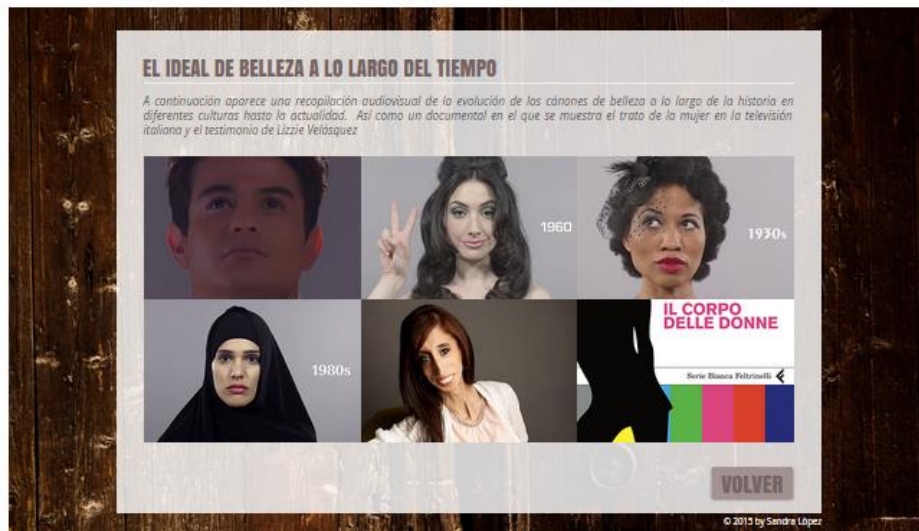 EL IDEAL DE BELLEZA A LO LARGO DEL TIEMPO
A continuación aparece una recopilación audiovisual de la evolución de los cánones de belleza a lo largo de la historia en
diferentes culturas hasta la actualidad. Así como un documental en el que se muestra el trato de la mujer en la televisión
italiana y el testimonio de Lizzie Velásquez
1960
1930s
1980s
IL CORPO
DELLE DONNE
Serie Bianca Feltrinelli
VOLVER
© 2015 by Sandra López